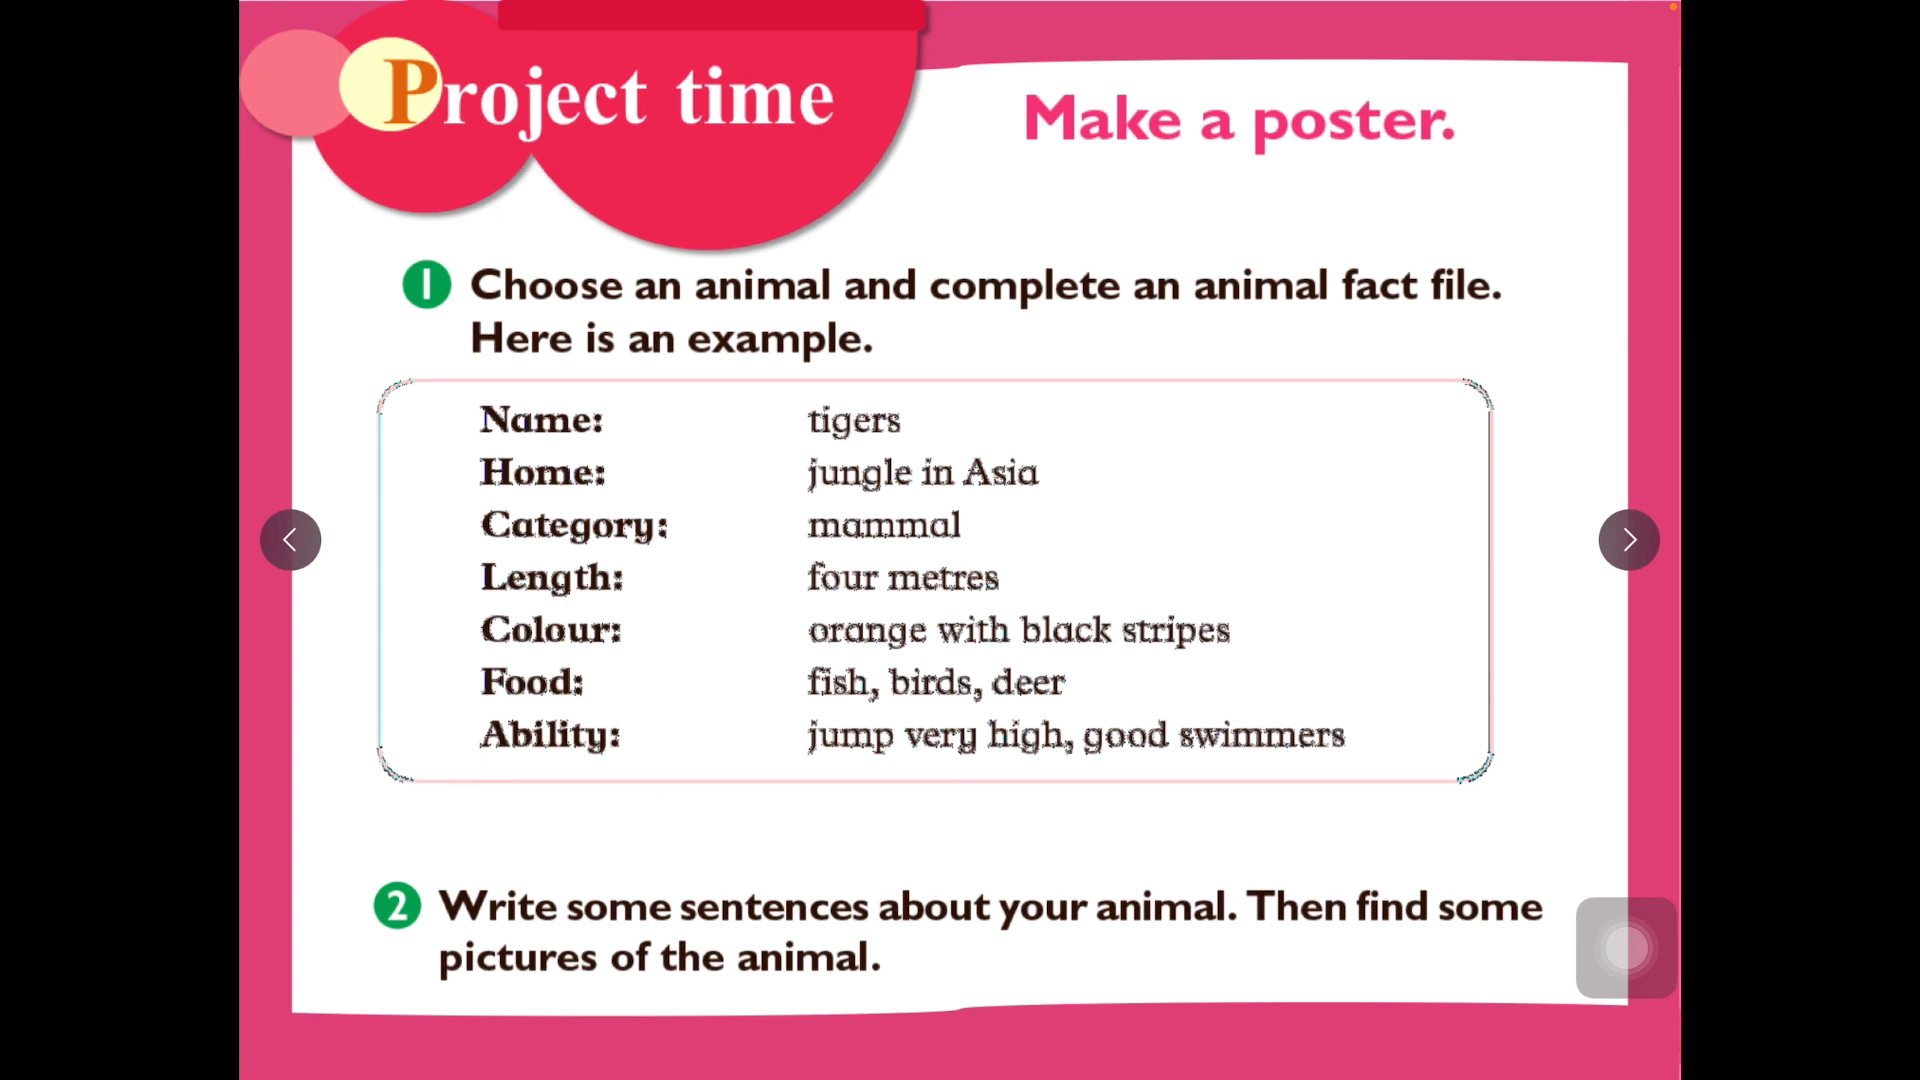 Project time
Make a poster.
1 Choose an animal and complete an animal fact file.
Here is an example.
Name: tigers
Home: jungle in Asia
Category: mammal
Length: four metres
Colour: orange with black stripes
Food: fish, birds, deer
Ability: jump very high, good swimmers
2 Write some sentences about your animal. Then find some
pictures of the animal.